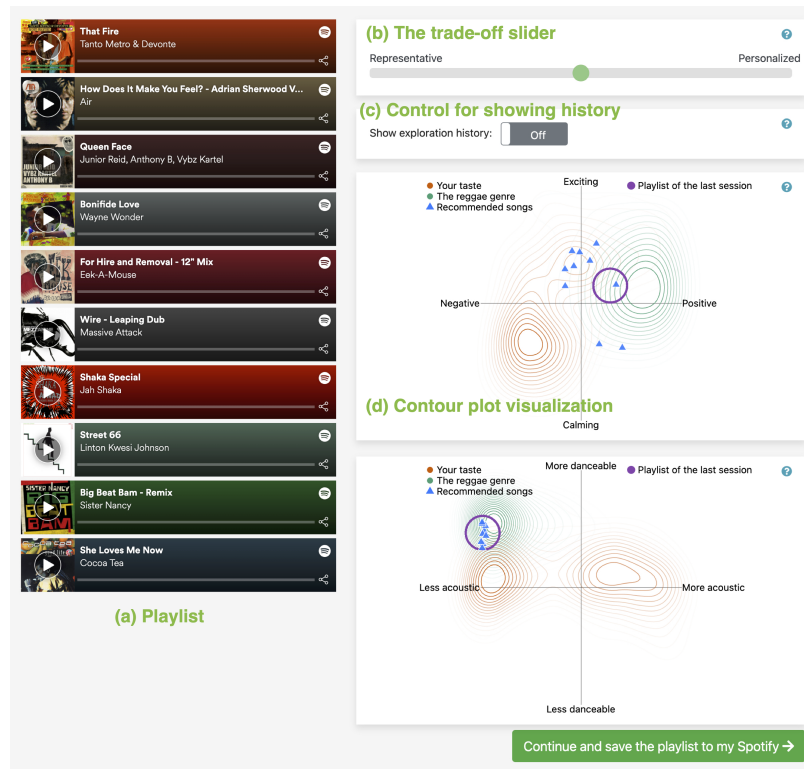 That Fire
Tanto Metro & Devonte
How Does It Make You Feel? - Adrian Sherwood V...
Air
Queen Face
Junior Reid, Anthony B, Vybz Kartel
Bonifide Love
Wayne Wonder
For Hire and Removal - 12" Mix
Eek-A-Mouse
Wire - Leaping Dub
Massive Attack
Shaka Special
Jah Shaka
Street 66
Linton Kwesi Johnson
Big Beat Bam - Remix
Sister Nancy
She Loves Me Now
Cocoa Tea
(a) Playlist
(b) The trade-off slider
?
Representative
Personalized
(c) Control for showing history
?
Show exploration history:
Off
Your taste
The reggae genre
Recommended songs
Exciting
Playlist of the last session
?
Negative
Positive
(d) Contour plot visualization
Calming
Your taste
The reggae genre
Recommended songs
More danceable
Playlist of the last session
?
Less acoustic
More acoustic
Less danceable
Continue and save the playlist to my Spotify →